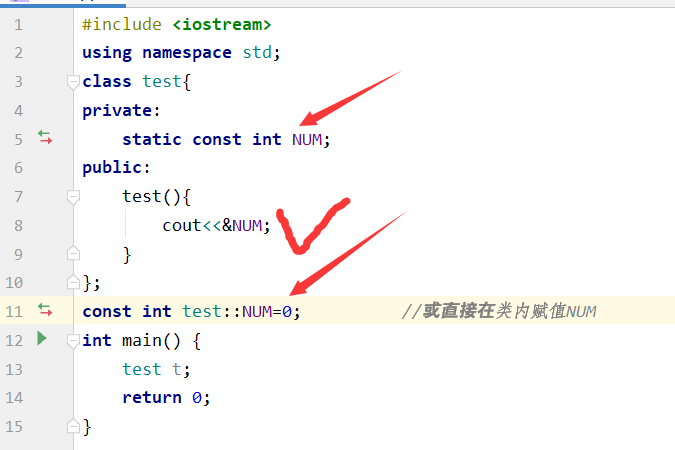 1 #include <iostream>
2 using namespace std;
3 class test{
4 private:
5 static const int NUM;
6 public:
7 test(){
8 cout<<&NUM;
9 }
10 };
11 const int test::NUM=0; //或直接在类内赋值NUM
12 int main() {
13 test t;
14 return 0;
15 }